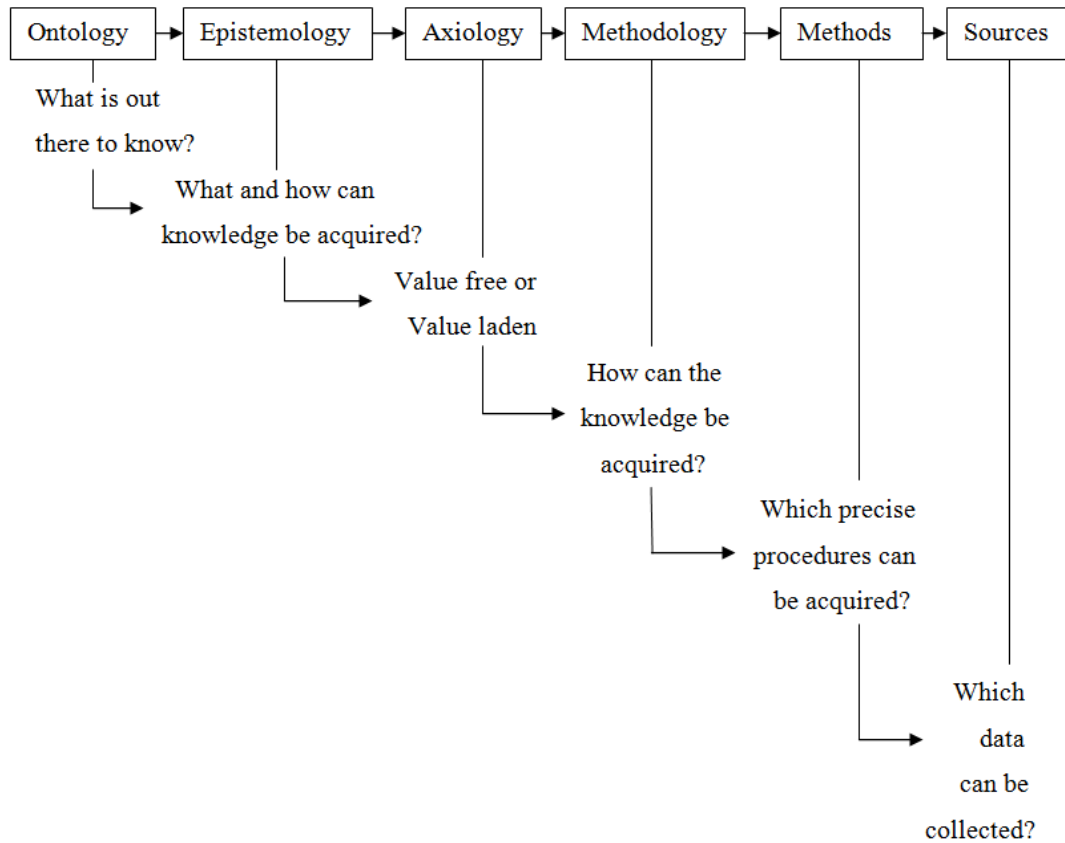 Ontology
Epistemology
Axiology
Methodology
Methods
Sources
What is out
there to know?
What and how can
knowledge be acquired?
Value free or
Value laden
How can the
knowledge be
acquired?
Which precise
procedures can
be acquired?
Which
data
can be
collected?